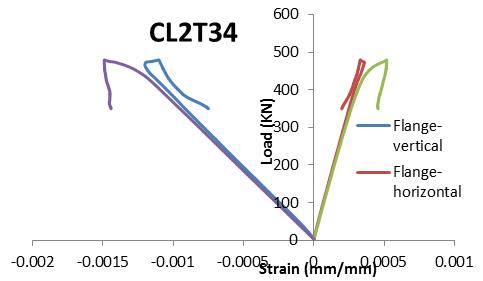 CL2T34
600
500
400
300
200
100
0
Load (KN)
Flange-
vertical
Flange-
horizontal
-0.002 -0.0015 -0.001 -0.0005 0 0.0005 0.001
Strain (mm/mm)